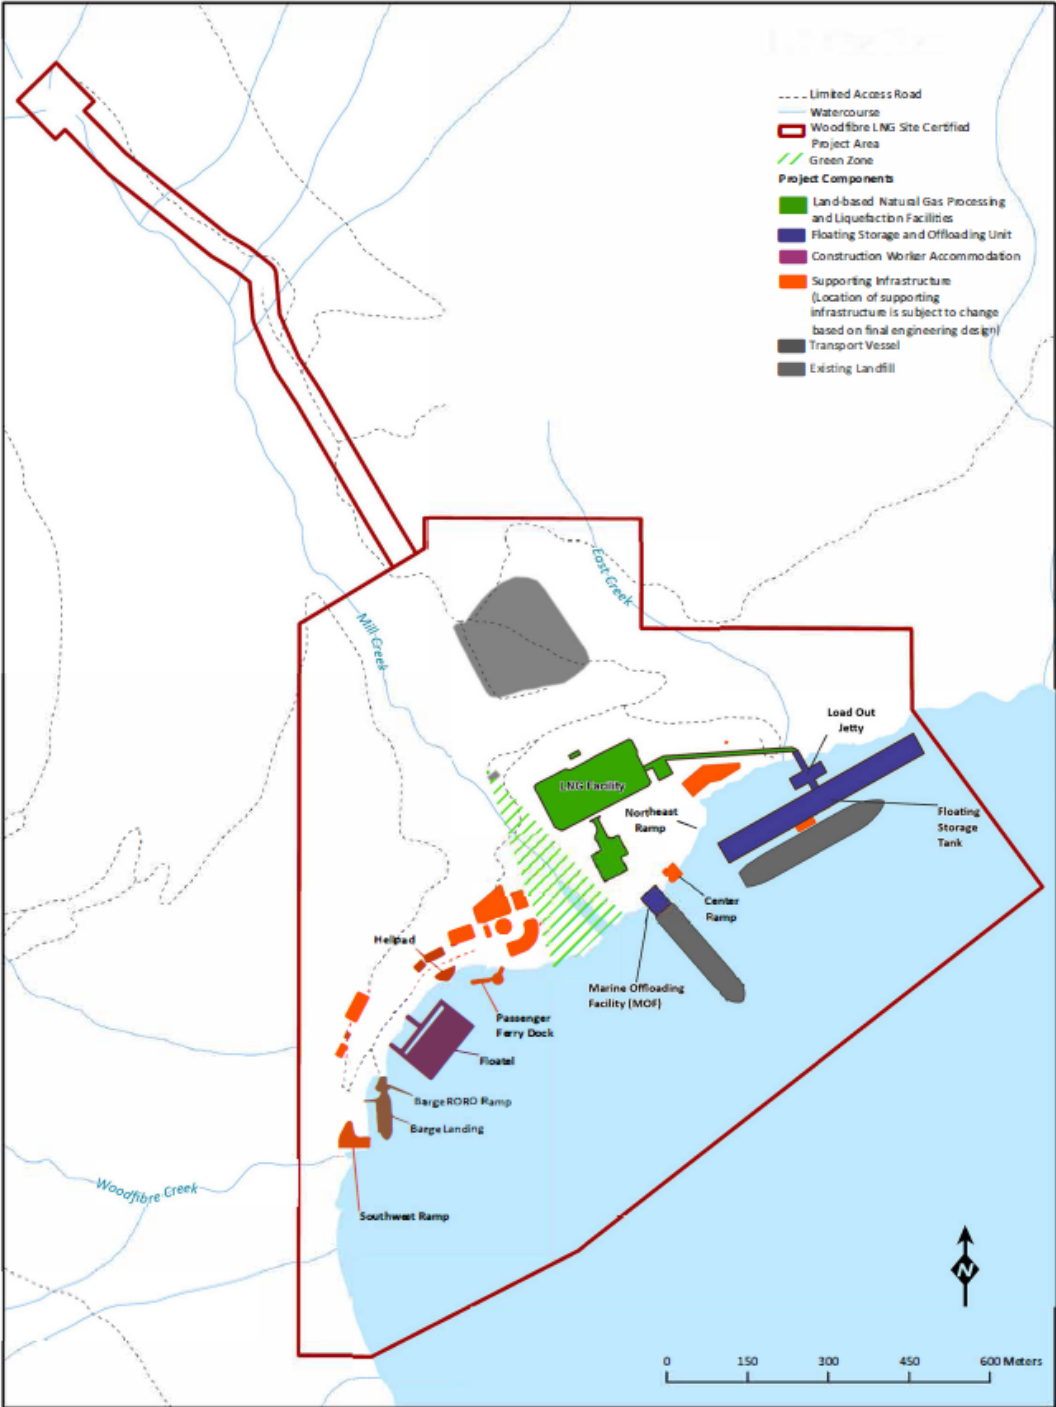 Limited Access Road
Watercourse
Woodfibre LNG Site Certified
Project Area
Green Zone
Project Components
Land-based Natural Gas Processing
and Liquefaction Facilities
Floating Storage and Offloading Unit
Construction Worker Accommodation
Supporting Infrastructure
(Location of supporting
infrastructure is subject to change
based on final engineering design)
Transport Vessel
Existing Landfill
East Creek
Mill Creek
Load Out
Jetty
LNG Facility
Northeast
Ramp
Floating
Storage
Tank
Center
Ramp
Helipad
Marine Offloading
Facility (MOF)
Passenger
Ferry Dock
Floatel
Barge RORO Ramp
Barge Landing
Woodfibre Creek
Southwest Ramp
N
0 150 300 450 600 Meters